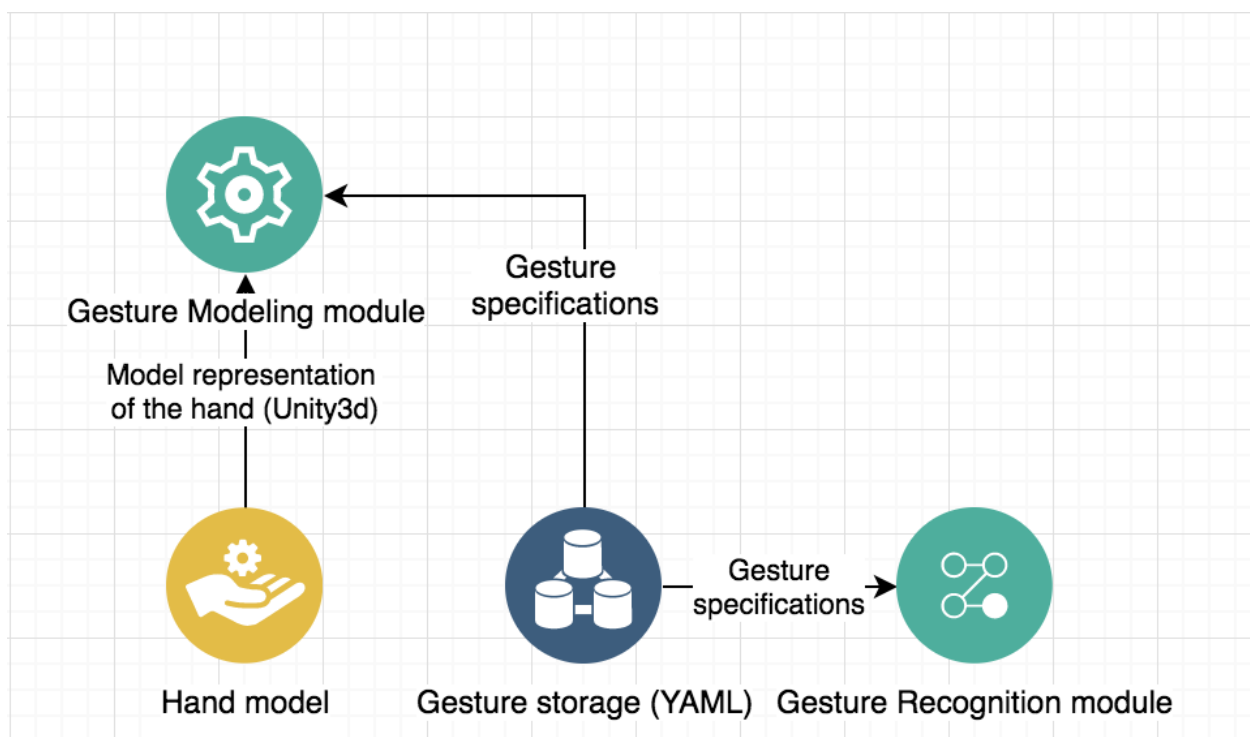 Gesture
specifications
Gesture Modeling module
Model representation
of the hand (Unity3d)
Gesture
specifications
Hand model
Gesture storage (YAML)
Gesture Recognition module